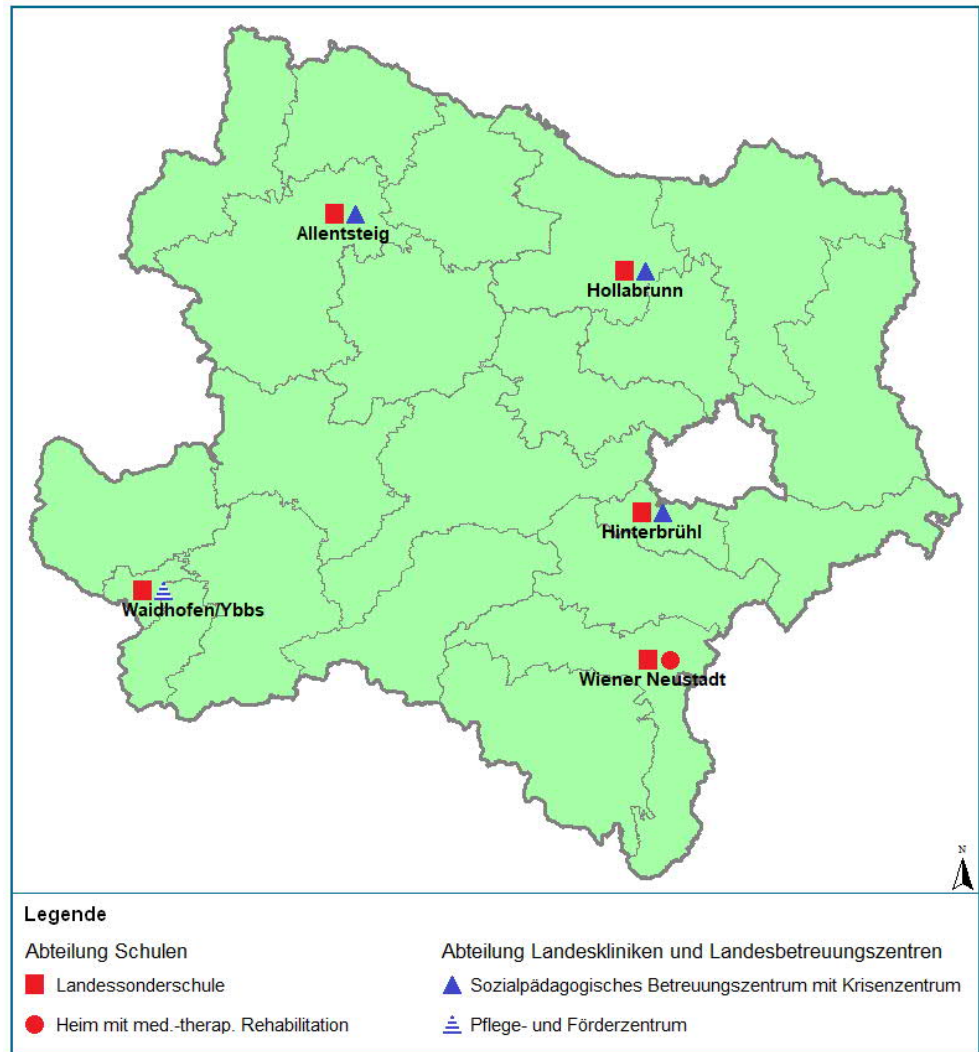 Allentsteig
Hollabrunn
Hinterbrühl
Waidhofen/Ybbs
Wiener Neustadt
N
Legende
Abteilung Schulen
Landessonderschule
Heim mit med.-therap. Rehabilitation
Abteilung Landeskliniken und Landesbetreuungszentren
Sozialpädagogisches Betreuungszentrum mit Krisenzentrum
Pflege- und Förderzentrum